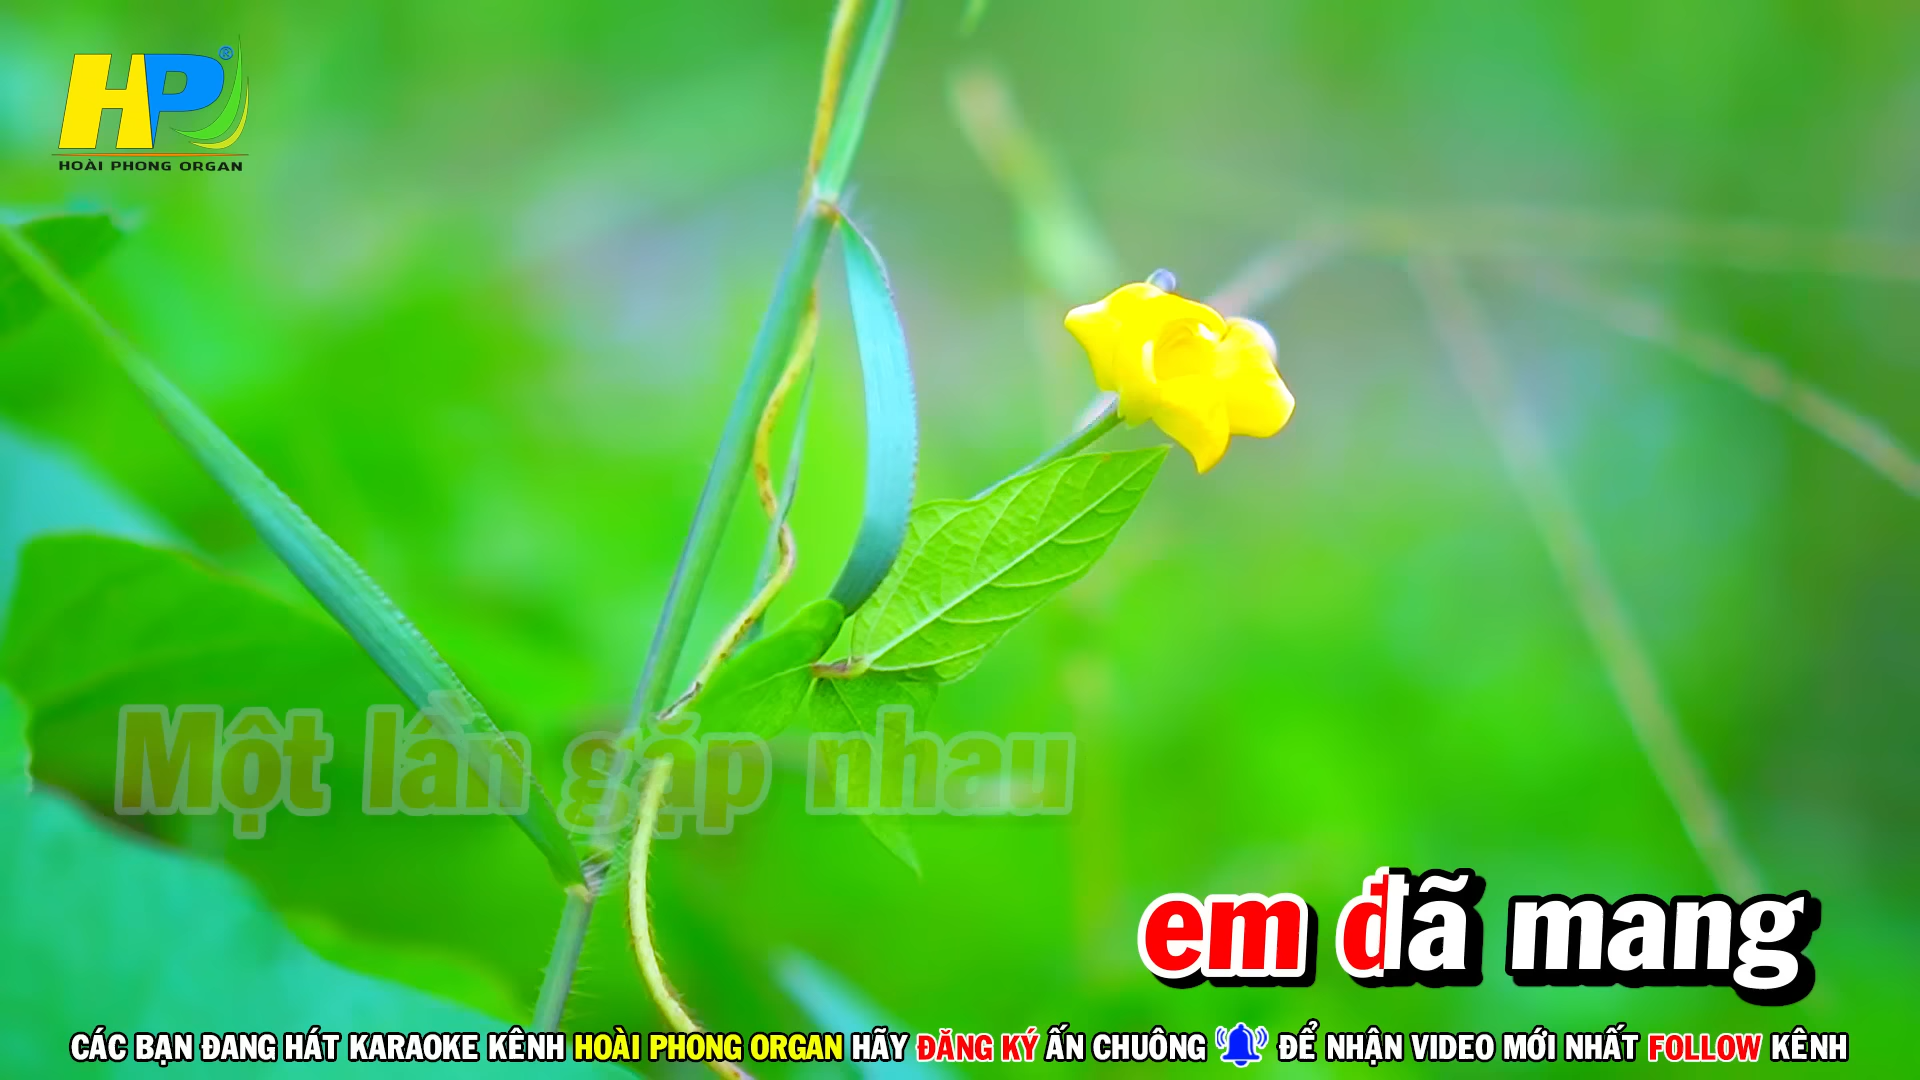 HP®
HOÀI PHONG ORGAN
Một lần gặp nhau
em đã mang
CÁC BẠN ĐANG HÁT KARAOKE KÊNH HOÀI PHONG ORGAN HÃY ĐĂNG KÝ ẤN CHUÔNG ĐỂ NHẬN VIDEO MỚI NHẤT FOLLOW KÊNH